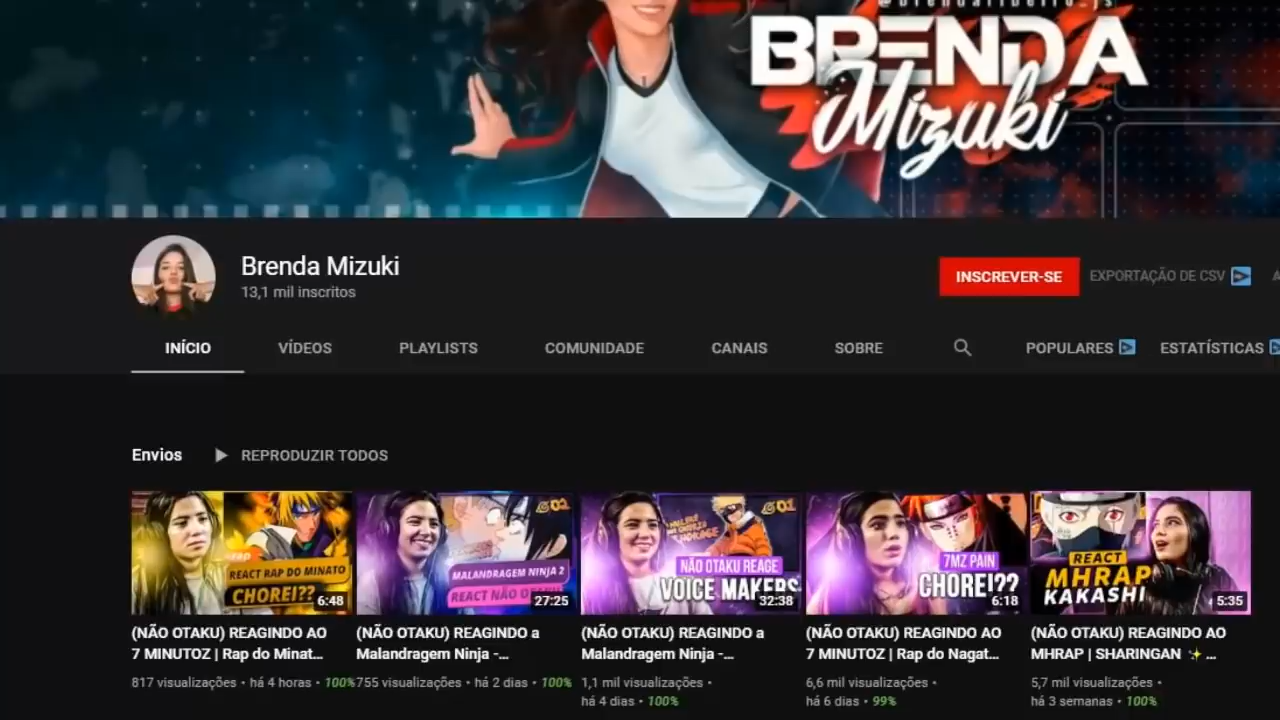 @brendaribeiro_js
BRENDA
Mizuki
Brenda Mizuki
13,1 mil inscritos
INSCREVER-SE
EXPORTAÇÃO DE CSV
INÍCIO
VÍDEOS
PLAYLISTS
COMUNIDADE
CANAIS
SOBRE
POPULARES
ESTATÍSTICAS
Envios
REPRODUZIR TODOS
REACT RAP DO MINATO
CHOREI??
6:48
(NÃO OTAKU) REAGINDO AO
7 MINUTOZ | Rap do Minat...
817 visualizações • há 4 horas • 100%
02
MALANDRAGEM NINJA 2
REACT NÃO
27:25
(NÃO OTAKU) REAGINDO a
Malandragem Ninja -...
755 visualizações • há 2 dias • 100%
01
NÃO OTAKU REAGE
VOICE MAKERS
32:38
(NÃO OTAKU) REAGINDO a
Malandragem Ninja -...
1,1 mil visualizações •
há 4 dias • 100%
7MZ PAIN
CHOREI??
6:18
(NÃO OTAKU) REAGINDO AO
7 MINUTOZ | Rap do Nagat...
6,6 mil visualizações •
há 6 dias • 99%
REACT
MHRAP
KAKASHI
5:35
(NÃO OTAKU) REAGINDO AO
MHRAP | SHARINGAN ✨ ...
5,7 mil visualizações •
há 3 semanas • 100%